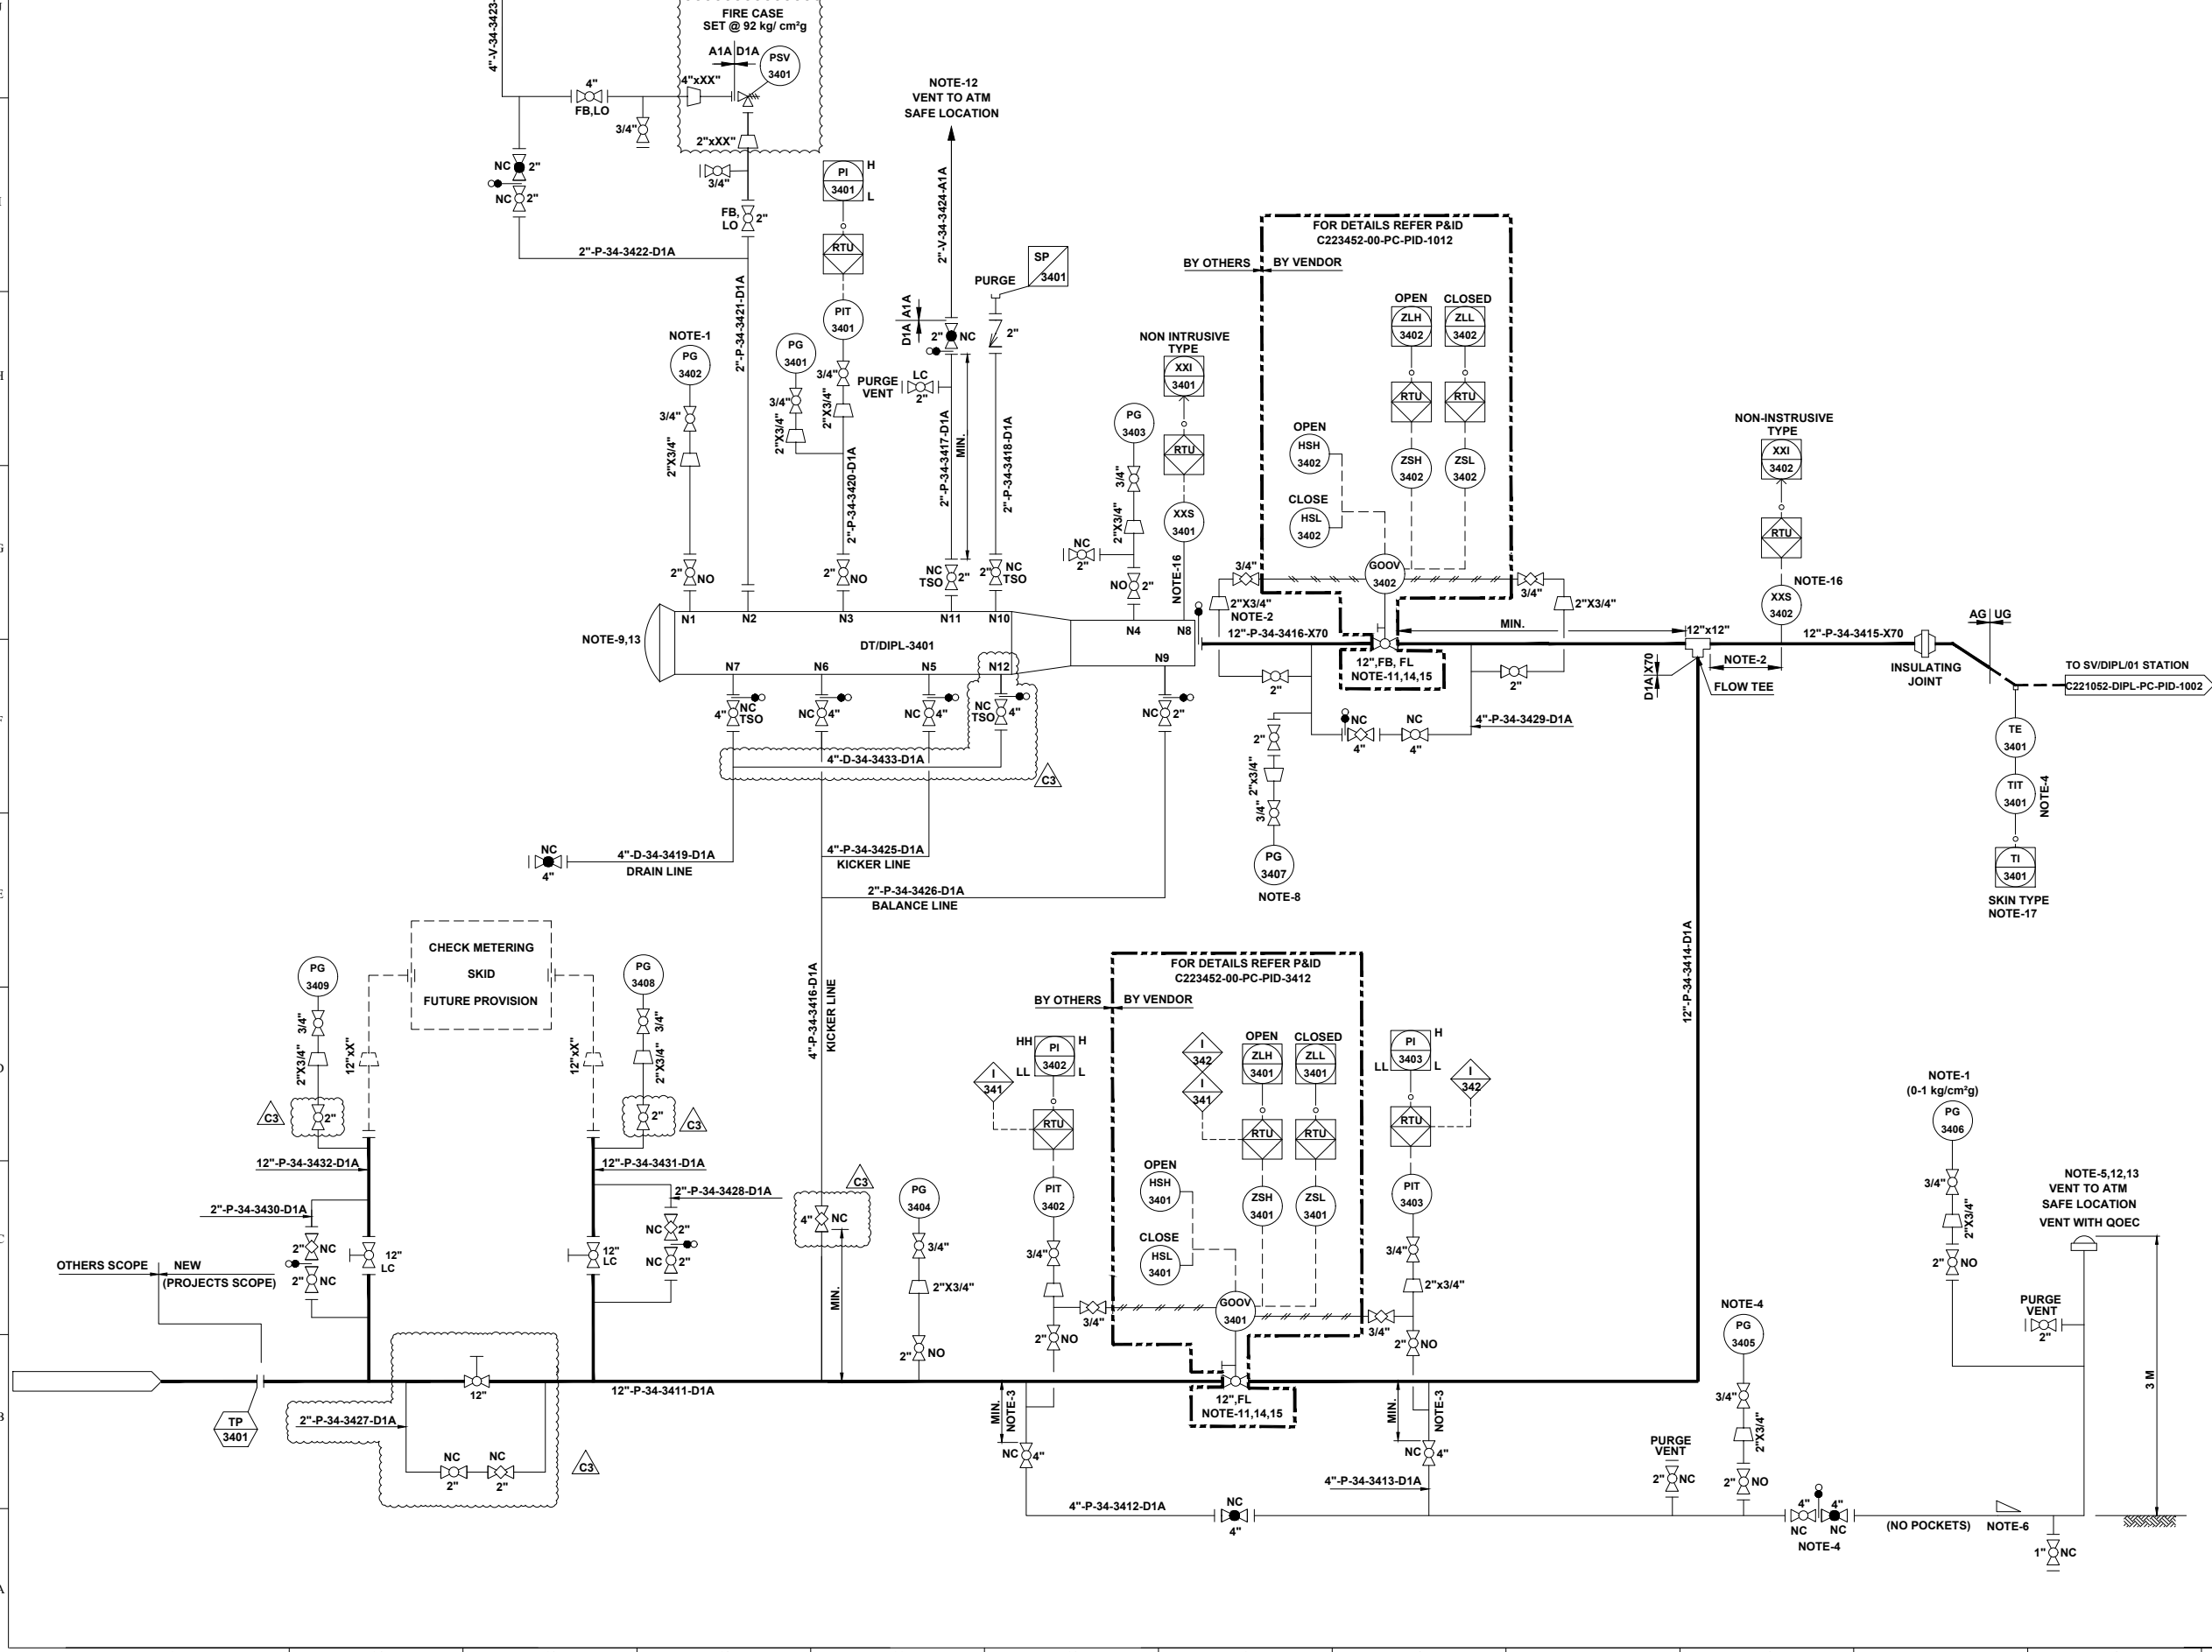 4"-V-34-3423-
FIRE CASE
SET @ 92 kg/ cm²g
A1A D1A
PSV
3401
4"
FB,LO
4"xXX"
3/4"
2"xXX"
3/4"
NC 2"
NC 2"
FB,
LO 2"
2"-P-34-3422-D1A
2"-P-34-3421-D1A
PI
3401
H
L
RTU
PIT
3401
NOTE-12
VENT TO ATM
SAFE LOCATION
2"-V-34-3424-A1A
SP
3401
PURGE
D1A A1A
2" NC
2"
PURGE
VENT
LC
2"
2"-P-34-3417-D1A
MIN.
2"-P-34-3418-D1A
NOTE-1
PG
3402
3/4"
2"X3/4"
2" NO
PG
3401
3/4"
2"X3/4"
3/4"
2"X3/4"
2"-P-34-3420-D1A
2" NO
NC
TSO 2"
2" NC
TSO
PG
3403
3/4"
2"X3/4"
NC
2"
NO 2"
NON INTRUSIVE
TYPE
XXI
3401
RTU
XXS
3401
NOTE-16
FOR DETAILS REFER P&ID
C223452-00-PC-PID-1012
BY OTHERS BY VENDOR
OPEN CLOSED
ZLH
3402
ZLL
3402
RTU RTU
OPEN
HSH
3402
ZSH
3402
ZSL
3402
CLOSE
HSL
3402
GOOV
3402
3/4"
3/4"
2"X3/4"
NOTE-2
2"X3/4"
NON-INSTRUSIVE
TYPE
XXI
3402
RTU
NOTE-16
XXS
3402
NOTE-9,13
N1 N2 N3 N11 N10 N4 N8
DT/DIPL-3401
N7 N6 N5 N12 N9
12"-P-34-3416-X70
12",FB, FL
NOTE-11,14,15
MIN.
12"x12"
12"-P-34-3415-X70
AG UG
D1A X70
NOTE-2
FLOW TEE
INSULATING
JOINT
TO SV/DIPL/01 STATION
C221052-DIPL-PC-PID-1002
4" NC
TSO
NC 4"
NC 4"
NC
TSO 4"
NC 2"
2"
2"
NC
4"
NC
4"
4"-P-34-3429-D1A
4"-D-34-3433-D1A
C3
2"
2"x3/4"
3/4"
PG
3407
NOTE-8
TE
3401
TIT
3401
NOTE-4
TI
3401
SKIN TYPE
NOTE-17
NC
4"
4"-D-34-3419-D1A
DRAIN LINE
4"-P-34-3425-D1A
KICKER LINE
2"-P-34-3426-D1A
BALANCE LINE
4"-P-34-3416-D1A
KICKER LINE
12"-P-34-3414-D1A
CHECK METERING
SKID
FUTURE PROVISION
PG
3409
3/4"
2"X3/4"
12"xX"
C3
2"
PG
3408
3/4"
2"X3/4"
12"xX"
2"
C3
12"-P-34-3432-D1A
12"-P-34-3431-D1A
2"-P-34-3430-D1A
2" NC
2" NC
12"
LC
2"-P-34-3428-D1A
NC 2"
NC 2"
12"
LC
OTHERS SCOPE NEW
(PROJECTS SCOPE)
TP
3401
12"
2"-P-34-3427-D1A
NC
2"
NC
2"
C3
12"-P-34-3411-D1A
C3
4" NC
MIN.
PG
3404
3/4"
2"X3/4"
2" NO
FOR DETAILS REFER P&ID
C223452-00-PC-PID-3412
BY OTHERS BY VENDOR
HH
LL
PI
3402
H
L
I
341
RTU
PIT
3402
3/4"
2" NO
3/4"
I
342
I
341
OPEN CLOSED
ZLH
3401
ZLL
3401
RTU RTU
OPEN
HSH
3401
ZSH
3401
ZSL
3401
CLOSE
HSL
3401
GOOV
3401
12",FL
NOTE-11,14,15
LL
PI
3403
H
L
I
342
RTU
PIT
3403
3/4"
2"x3/4"
3/4"
2" NO
MIN.
NOTE-3
NC 4"
MIN.
NOTE-3
NC 4"
4"-P-34-3413-D1A
4"-P-34-3412-D1A
NC
4"
PURGE
VENT
2" NC
NOTE-4
PG
3405
3/4"
2"X3/4"
2" NO
4"
NC
4"
NC
NOTE-4
(NO POCKETS) NOTE-6
NOTE-1
(0-1 kg/cm²g)
PG
3406
3/4"
2"X3/4"
2" NO
NOTE-5,12,13
VENT TO ATM
SAFE LOCATION
VENT WITH QOEC
PURGE
VENT
2"
3 M
1" NC